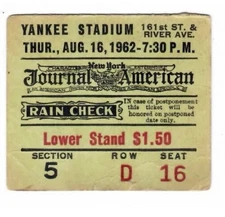 YANKEE STADIUM 161st ST. & RIVER AVE.
THUR., AUG. 16, 1962-7:30 P.M.
New York
Journal American
RAIN CHECK
IN CASE of postponement this ticket will be honored on date of postponement.
Lower Stand $1.50
SECTION ROW SEAT
5 D 16